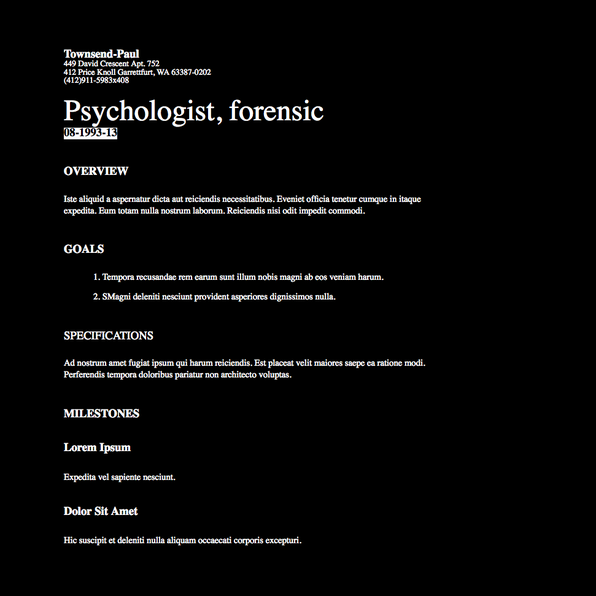 Townsend-Paul
449 David Crescent Apt. 752
412 Price Knoll Garrettfurt, WA 63387-0202
(412)911-5983x408
Psychologist, forensic
08-1993-13
OVERVIEW
Iste aliquid a aspernatur dicta aut reiciendis necessitatibus. Eveniet officia tenetur cumque in itaque
expedita. Eum totam nulla nostrum laborum. Reiciendis nisi odit impedit commodi.
GOALS
1. Tempora recusandae rem earum sunt illum nobis magni ab eos veniam harum.
2. SMagni deleniti nesciunt provident asperiores dignissimos nulla.
SPECIFICATIONS
Ad nostrum amet fugiat ipsum qui harum reiciendis. Est placeat velit maiores saepe ea ratione modi.
Perferendis tempora doloribus pariatur non architecto voluptas.
MILESTONES
Lorem Ipsum
Expedita vel sapiente nesciunt.
Dolor Sit Amet
Hic suscipit et deleniti nulla aliquam occaecati corporis excepturi.